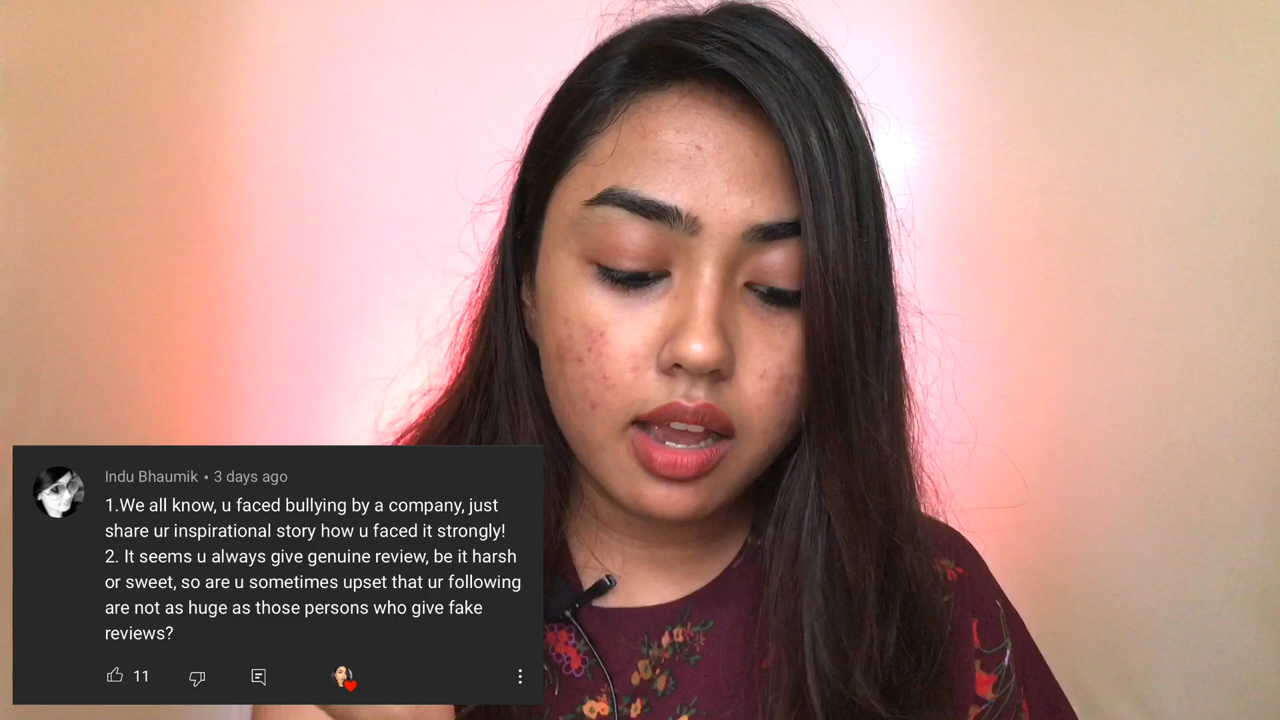 Indu Bhaumik • 3 days ago
1.We all know, u faced bullying by a company, just
share ur inspirational story how u faced it strongly!
2. It seems u always give genuine review, be it harsh
or sweet, so are u sometimes upset that ur following
are not as huge as those persons who give fake
reviews?
11